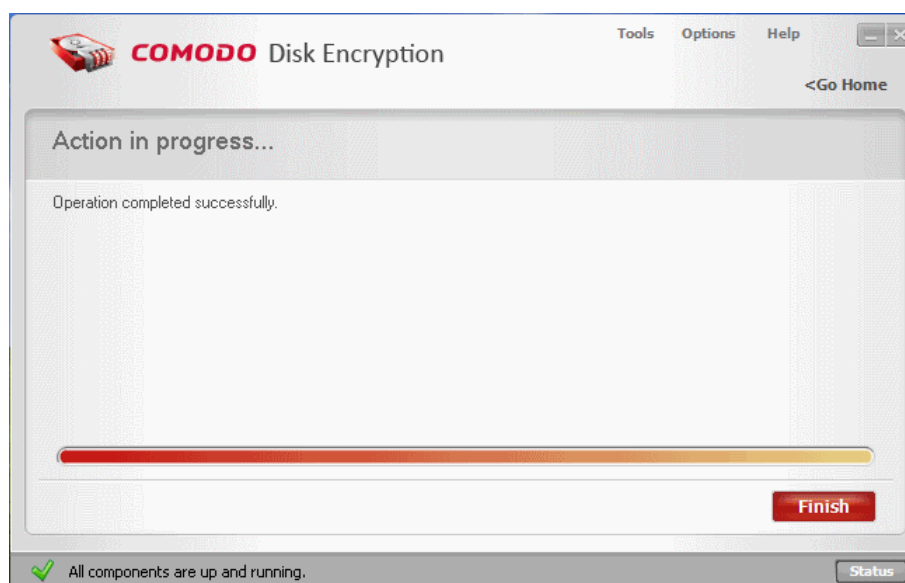 COMODO Disk Encryption
Tools Options Help
<Go Home
Action in progress...
Operation completed successfully.
Finish
All components are up and running.
Status